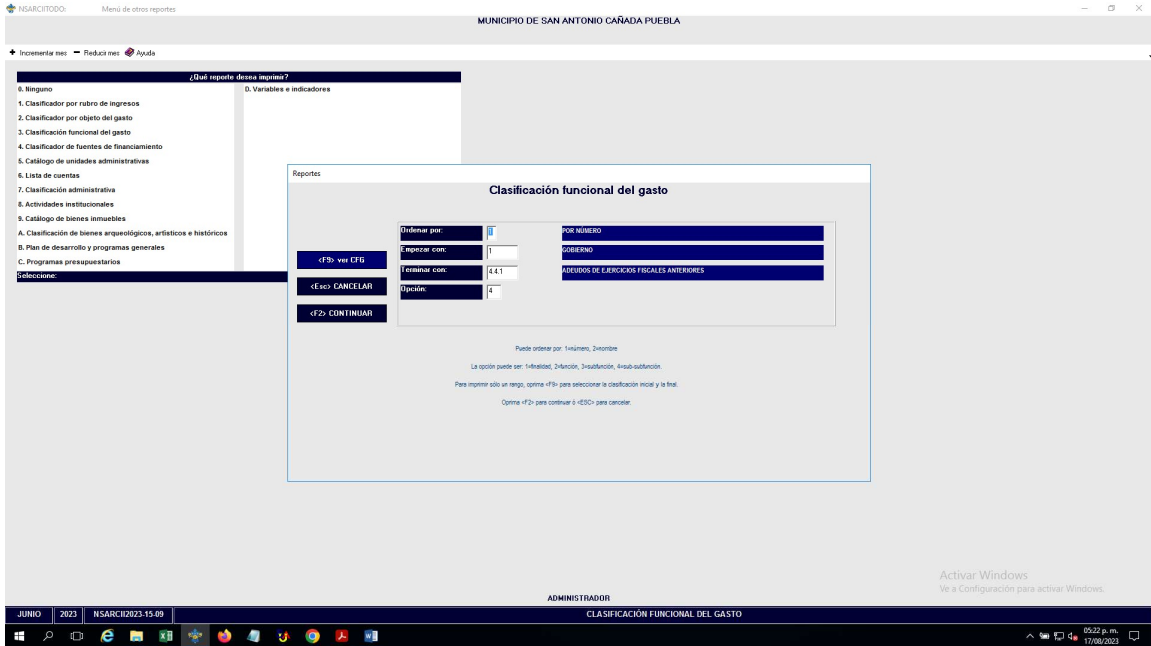 NSARCIITODO: Menú de otros reportes
MUNICIPIO DE SAN ANTONIO CAÑADA PUEBLA
Incrementar mes Reducir mes Ayuda
¿Qué reporte desea imprimir?
0. Ninguno
1. Clasificador por rubro de ingresos
2. Clasificador por objeto del gasto
3. Clasificación funcional del gasto
4. Clasificador de fuentes de financiamiento
5. Catálogo de unidades administrativas
6. Lista de cuentas
7. Clasificación administrativa
8. Actividades institucionales
9. Catálogo de bienes inmuebles
A. Clasificación de bienes arqueológicos, artísticos e históricos
B. Plan de desarrollo y programas generales
C. Programas presupuestarios
D. Variables e indicadores
Seleccione:
Reportes
Clasificación funcional del gasto
<F9> ver CFG
<Esc> CANCELAR
<F2> CONTINUAR
Ordenar por: 1 POR NÚMERO
Empezar con: 1 GOBIERNO
Terminar con: 4.4.1 ADEUDOS DE EJERCICIOS FISCALES ANTERIORES
Opción: 4
Puede ordenar por: 1=número, 2=nombre
La opción puede ser: 1=finalidad, 2=función, 3=subfunción, 4=sub-subfunción.
Para imprimir sólo un rango, oprima <F9> para seleccionar la clasificación inicial y la final.
Oprima <F2> para continuar ó <ESC> para cancelar.
Activar Windows
Ve a Configuración para activar Windows.
ADMINISTRADOR
JUNIO 2023 NSARCII2023-15-09 CLASIFICACIÓN FUNCIONAL DEL GASTO
05:22 p. m.
17/08/2023